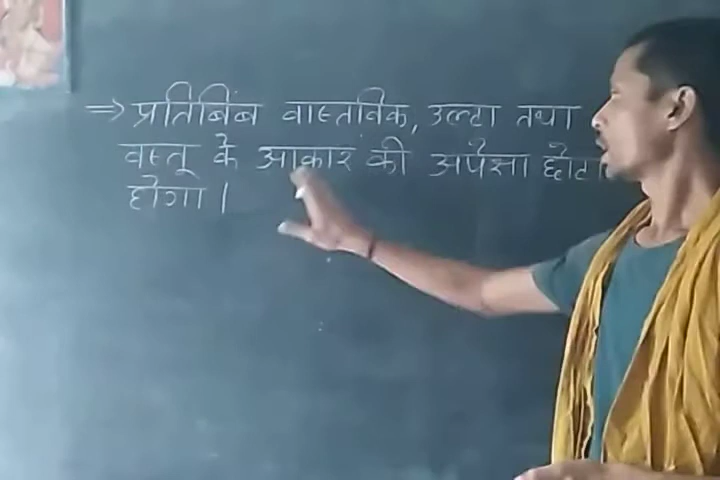 ⇒ प्रतिबिंब वास्तविक, उल्टा तथा
वस्तू के आकार की अपेक्षा छोटा
होगा।